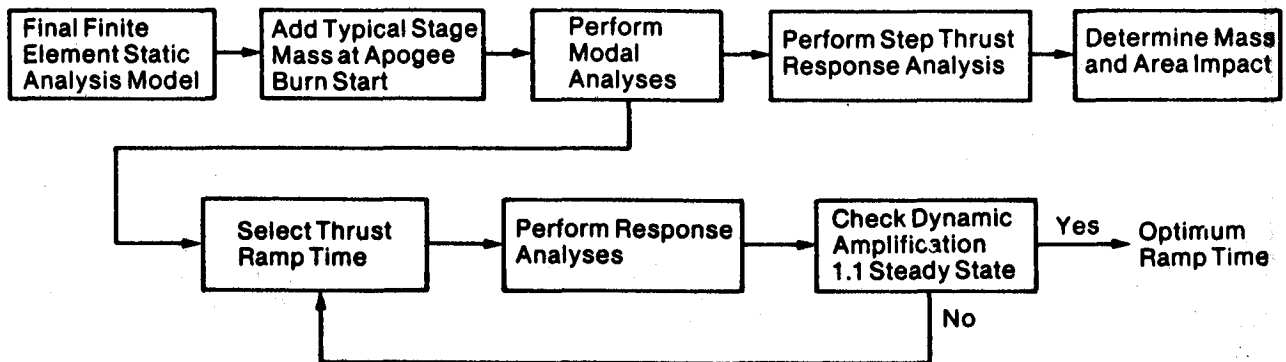 Final Finite
Element Static
Analysis Model
Add Typical Stage
Mass at Apogee
Burn Start
Perform
Modal
Analyses
Perform Step Thrust
Response Analysis
Determine Mass
and Area Impact
Select Thrust
Ramp Time
Perform Response
Analyses
Check Dynamic
Amplification
1.1 Steady State
Yes
Optimum
Ramp Time
No